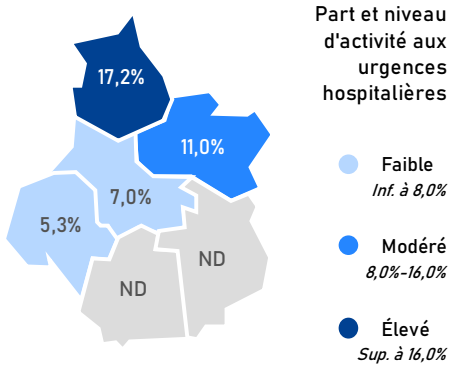 Part et niveau
d'activité aux
urgences
hospitalières
17,2%
11,0%
7,0%
5,3%
ND
ND
Faible
Inf. à 8,0%
Modéré
8,0%-16,0%
Élevé
Sup. à 16,0%